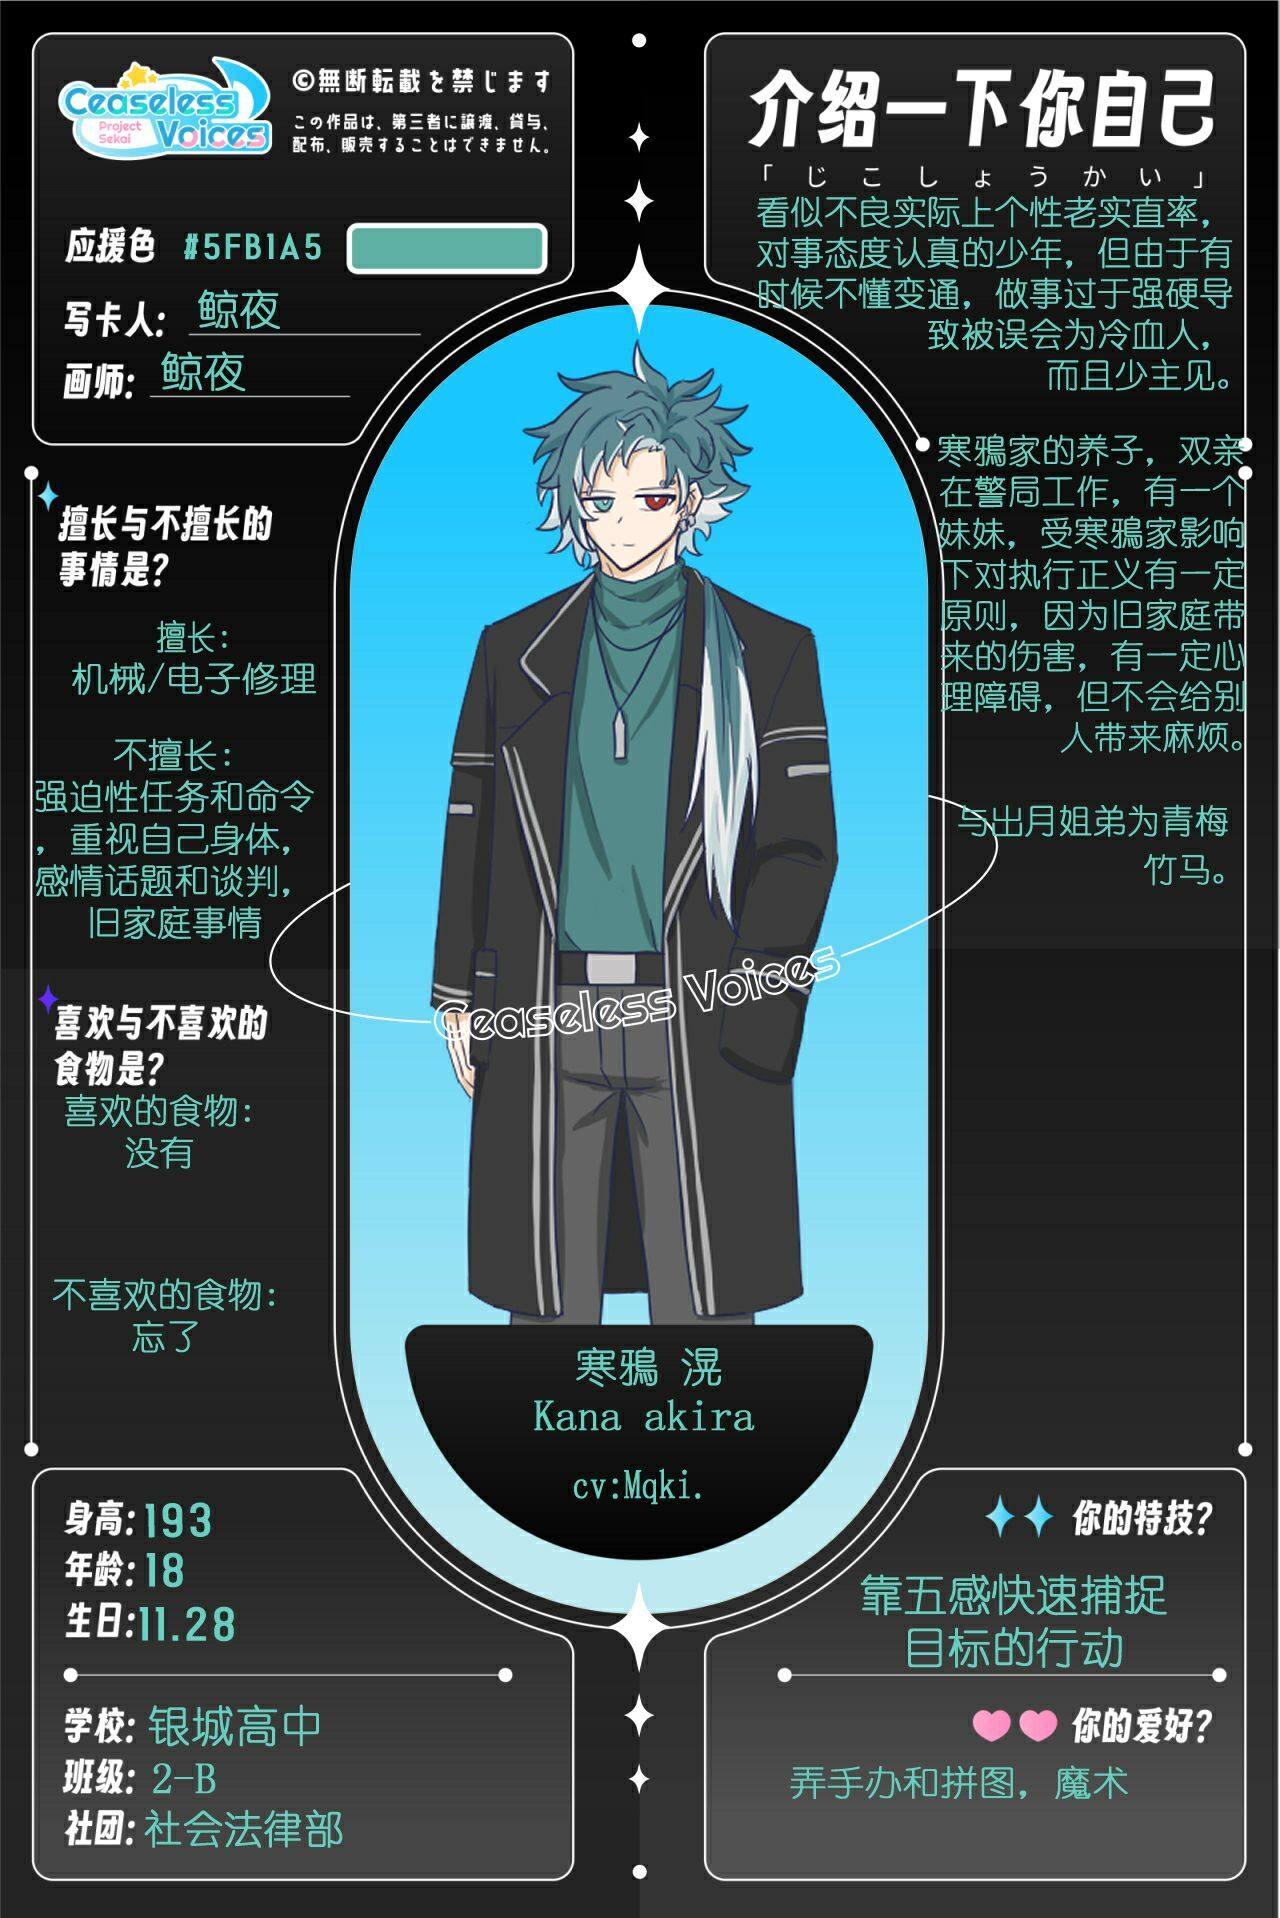 Ceaseless
Project
Sekai
Voices
©無断転載を禁じます
この作品は、第三者に譲渡、貸与、
配布、販売することはできません。
应援色 #5FB1A5
写卡人: 鲸夜
画师: 鲸夜
介绍一下你自己
「じこしょうかい」
看似不良实际上个性老实直率，
对事态度认真的少年，但由于有
时候不懂变通，做事过于强硬导
致被误会为冷血人，
而且少主见。
寒鴉家的养子，双亲
在警局工作，有一个
妹妹，受寒鴉家影响
下对执行正义有一定
原则，因为旧家庭带
来的伤害，有一定心
理障碍，但不会给别
人带来麻烦。
与出月姐弟为青梅
竹马。
擅长与不擅长的
事情是?
擅长：
机械/电子修理
不擅长：
强迫性任务和命令
，重视自己身体，
感情话题和谈判，
旧家庭事情
喜欢与不喜欢的
食物是?
喜欢的食物：
没有
不喜欢的食物：
忘了
Ceaseless Voices
寒鴉 滉
Kana akira
cv:Mqki.
身高:193
年龄:18
生日:11.28
学校: 银城高中
班级: 2-B
社团: 社会法律部
你的特技?
靠五感快速捕捉
目标的行动
你的爱好?
弄手办和拼图，魔术